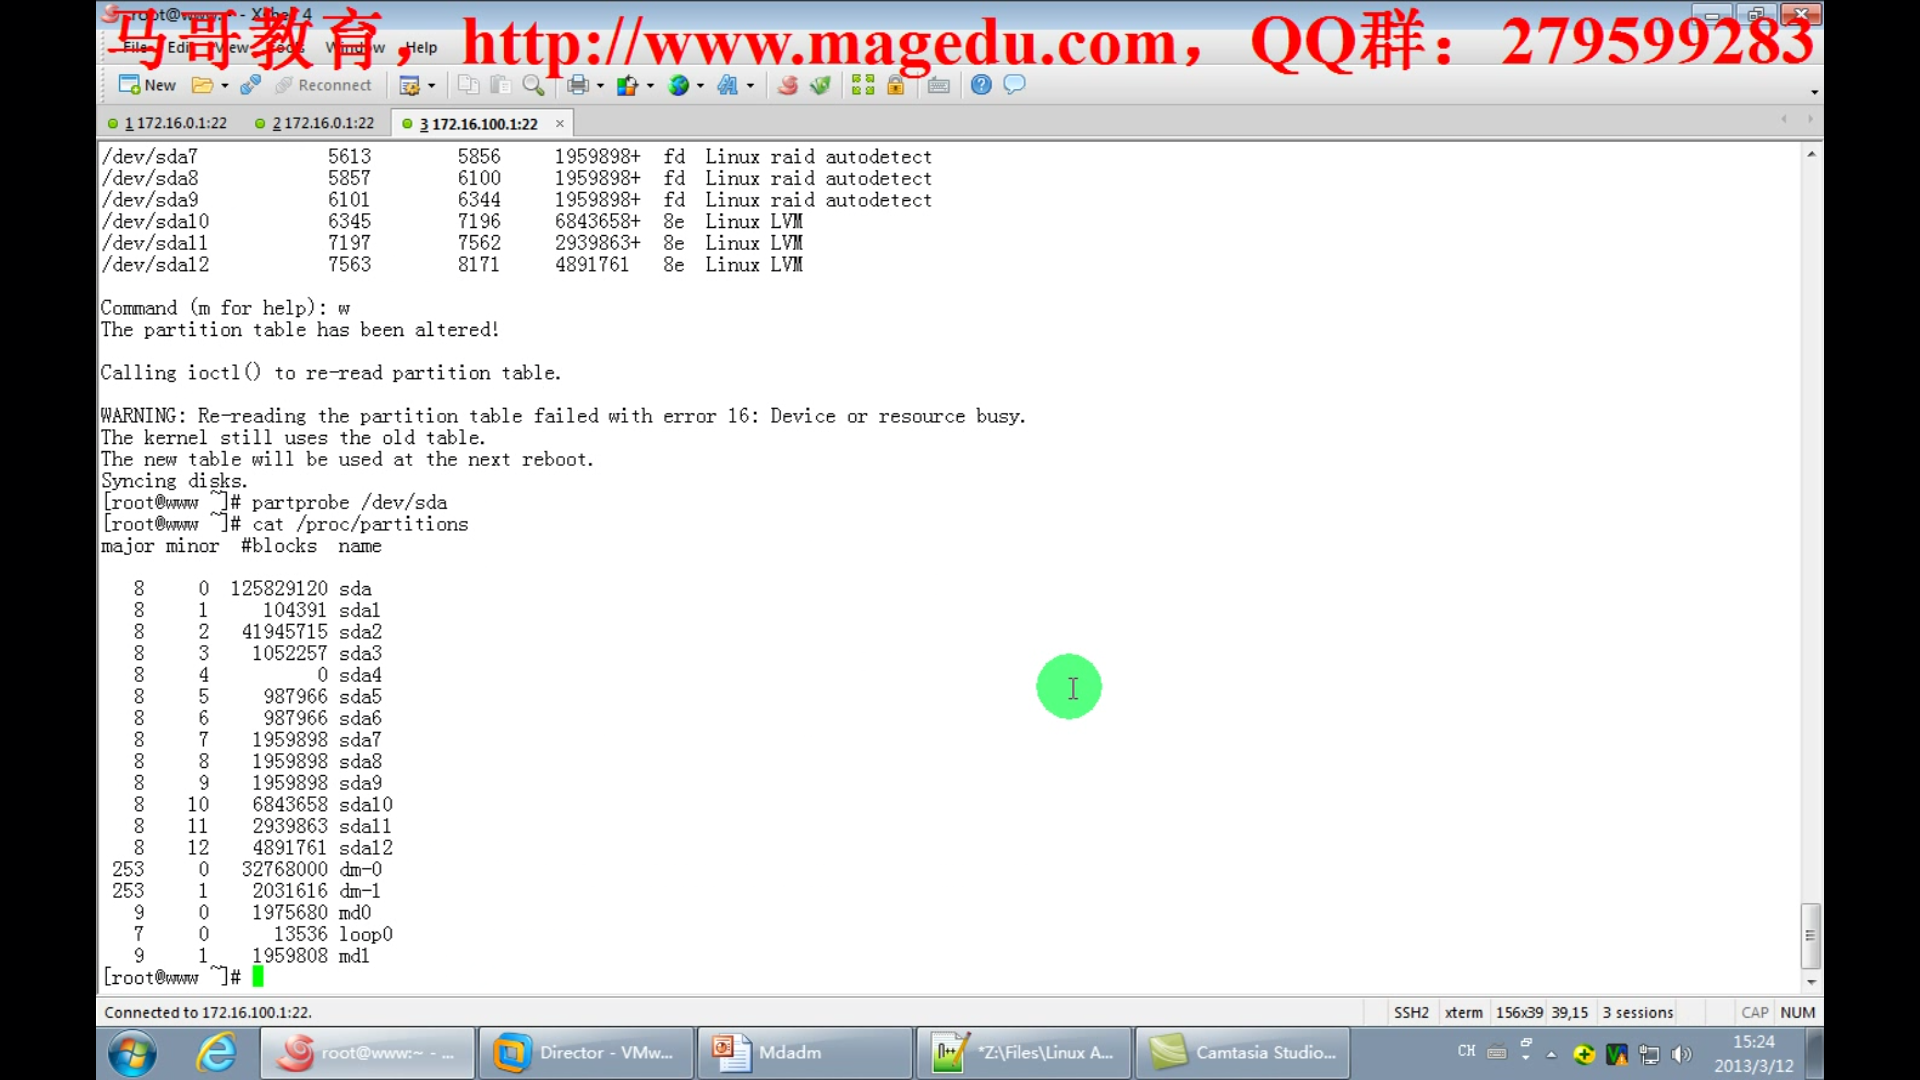 root@www:~ - Xshell 4
马哥教育，http://www.magedu.com，QQ群：279599283
File Edit View Tools Window Help
New Reconnect
1 172.16.0.1:22 2 172.16.0.1:22 3 172.16.100.1:22
/dev/sda7 5613 5856 1959898+ fd Linux raid autodetect
/dev/sda8 5857 6100 1959898+ fd Linux raid autodetect
/dev/sda9 6101 6344 1959898+ fd Linux raid autodetect
/dev/sda10 6345 7196 6843658+ 8e Linux LVM
/dev/sda11 7197 7562 2939863+ 8e Linux LVM
/dev/sda12 7563 8171 4891761 8e Linux LVM
Command (m for help): w
The partition table has been altered!
Calling ioctl() to re-read partition table.
WARNING: Re-reading the partition table failed with error 16: Device or resource busy.
The kernel still uses the old table.
The new table will be used at the next reboot.
Syncing disks.
[root@www ~]# partprobe /dev/sda
[root@www ~]# cat /proc/partitions
major minor #blocks name
8 0 125829120 sda
8 1 104391 sda1
8 2 41945715 sda2
8 3 1052257 sda3
8 4 0 sda4
8 5 987966 sda5
8 6 987966 sda6
8 7 1959898 sda7
8 8 1959898 sda8
8 9 1959898 sda9
8 10 6843658 sda10
8 11 2939863 sda11
8 12 4891761 sda12
253 0 32768000 dm-0
253 1 2031616 dm-1
9 0 1975680 md0
7 0 13536 loop0
9 1 1959808 md1
[root@www ~]#
Connected to 172.16.100.1:22. SSH2 xterm 156x39 39,15 3 sessions CAP NUM
root@www:~ - ... Director - VMw... Mdadm *Z:\Files\Linux A... Camtasia Studio... CH 15:24
2013/3/12